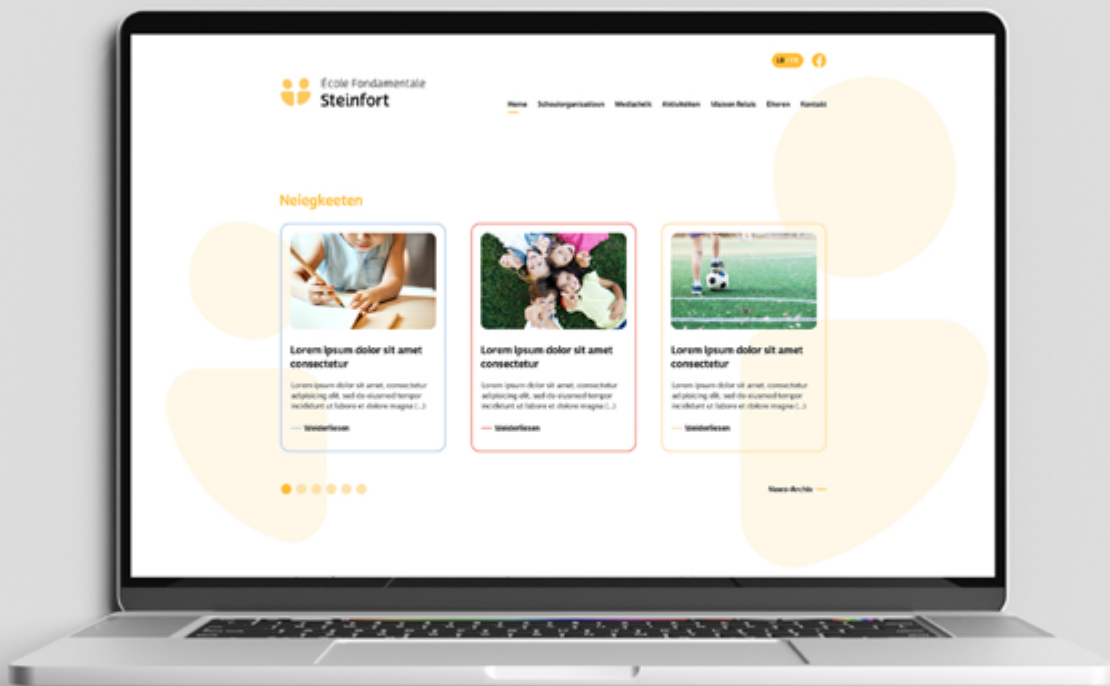 LB FR
École Fondamentale
Steinfort
Home Schoulorganisatioun Mediathéik Aktivitéiten Maison Relais Elteren Kontakt
Neiegkeeten
Lorem ipsum dolor sit amet
consectetur
Lorem ipsum dolor sit amet, consectetur
adipisicing elit, sed do eiusmod tempor
incididunt ut labore et dolore magna (...)
Weiderliesen
Lorem ipsum dolor sit amet
consectetur
Lorem ipsum dolor sit amet, consectetur
adipisicing elit, sed do eiusmod tempor
incididunt ut labore et dolore magna (...)
Weiderliesen
Lorem ipsum dolor sit amet
consectetur
Lorem ipsum dolor sit amet, consectetur
adipisicing elit, sed do eiusmod tempor
incididunt ut labore et dolore magna (...)
Weiderliesen
News-Archiv